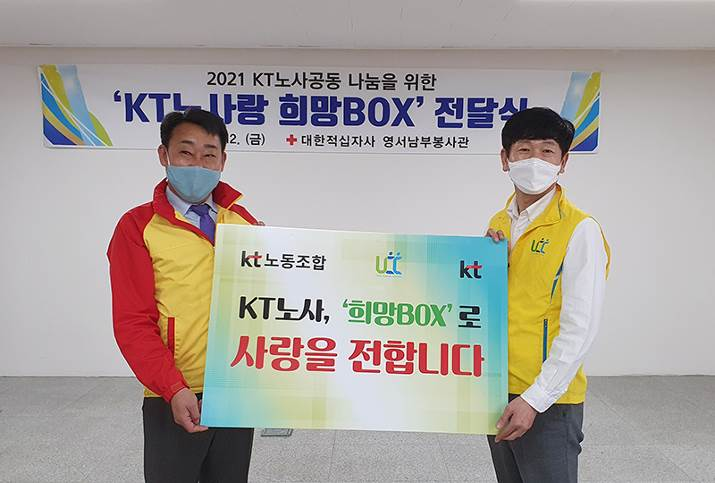 2021 KT노사공동 나눔을 위한
'KT노사랑 희망BOX' 전달식
2. (금) 대한적십자사 영서남부봉사관
kt 노동조합
UCC
kt
KT노사, '희망BOX'로
사랑을 전합니다